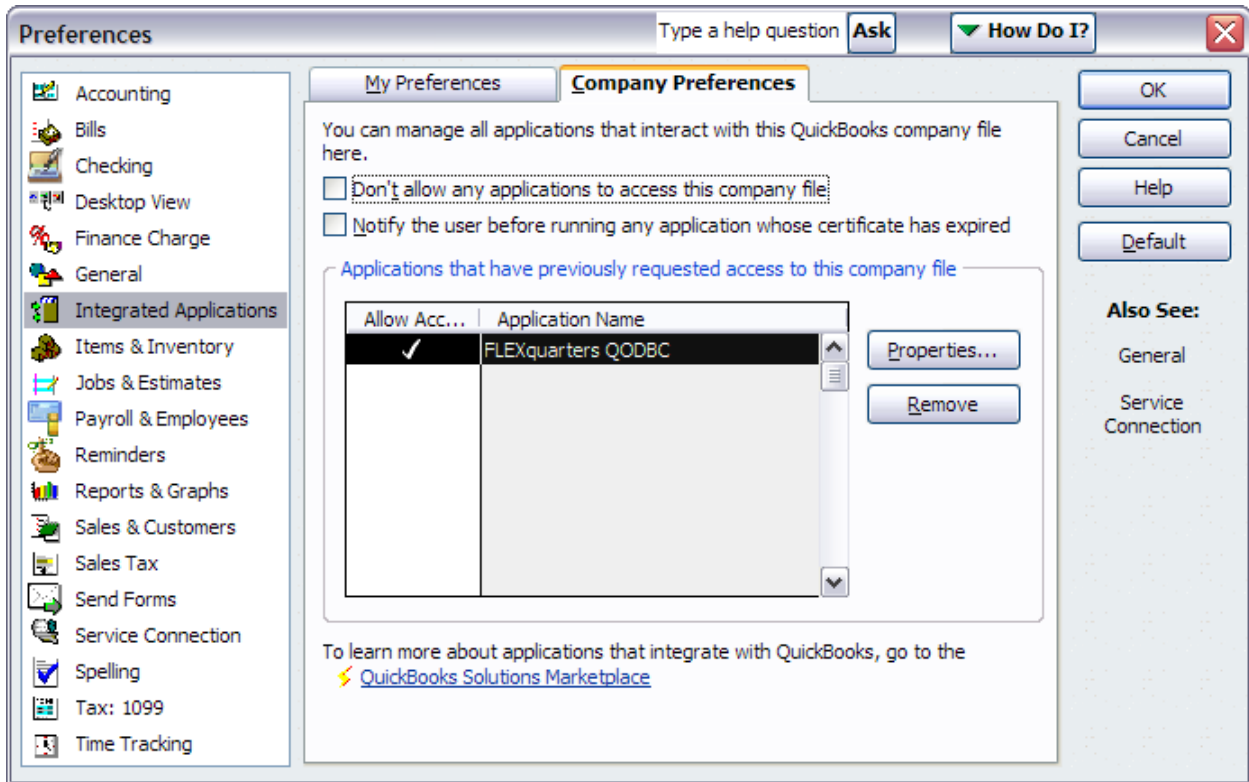 Preferences
Type a help question
Ask
How Do I?
Accounting
Bills
Checking
Desktop View
Finance Charge
General
Integrated Applications
Items & Inventory
Jobs & Estimates
Payroll & Employees
Reminders
Reports & Graphs
Sales & Customers
Sales Tax
Send Forms
Service Connection
Spelling
Tax: 1099
Time Tracking
My Preferences
Company Preferences
You can manage all applications that interact with this QuickBooks company file
here.
Don't allow any applications to access this company file
Notify the user before running any application whose certificate has expired
Applications that have previously requested access to this company file
Allow Acc...
Application Name
FLEXquarters QODBC
Properties...
Remove
To learn more about applications that integrate with QuickBooks, go to the
QuickBooks Solutions Marketplace
OK
Cancel
Help
Default
Also See:
General
Service
Connection